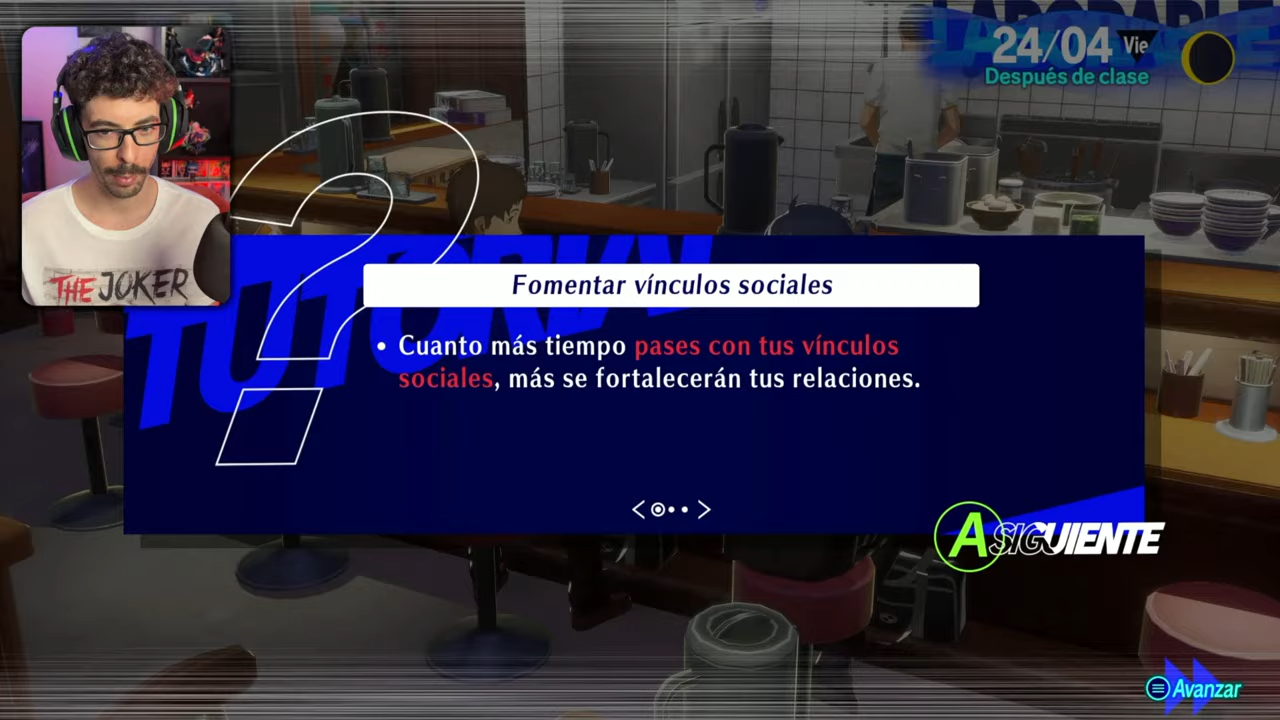 24/04 Vie
Después de clase
THE JOKER
TUTORIAL
Fomentar vínculos sociales
• Cuanto más tiempo pases con tus vínculos
sociales, más se fortalecerán tus relaciones.
A SIGUIENTE
Avanzar